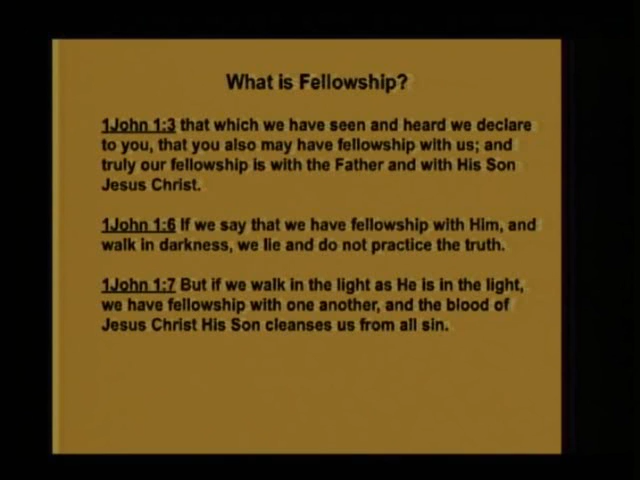 What is Fellowship?
1John 1:3 that which we have seen and heard we declare
to you, that you also may have fellowship with us; and
truly our fellowship is with the Father and with His Son
Jesus Christ.
1John 1:6 If we say that we have fellowship with Him, and
walk in darkness, we lie and do not practice the truth.
1John 1:7 But if we walk in the light as He is in the light,
we have fellowship with one another, and the blood of
Jesus Christ His Son cleanses us from all sin.